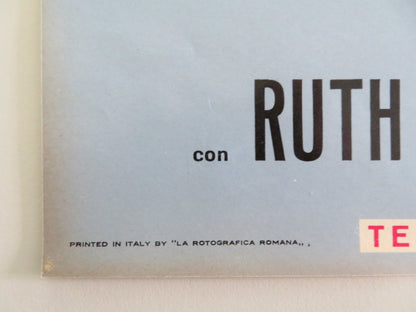 con RUTH
TE
PRINTED IN ITALY BY "LA ROTOGRAFICA ROMANA„ ;